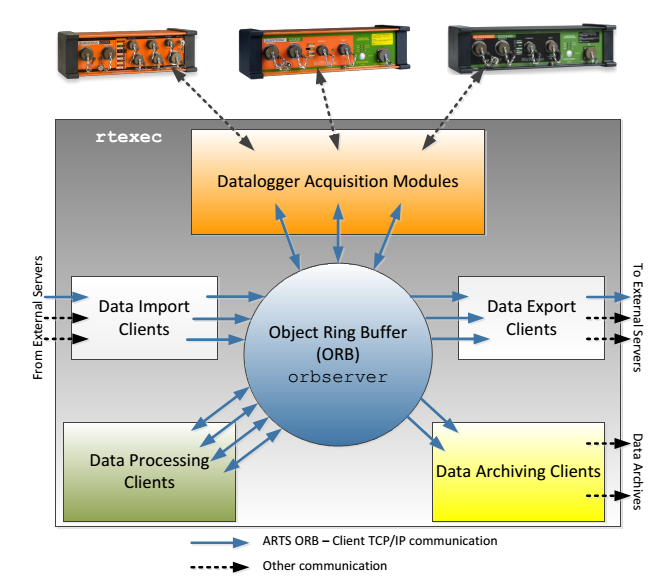 rtexec
Datalogger Acquisition Modules
From External Servers
Data Import
Clients
Object Ring Buffer
(ORB)
orbserver
Data Export
Clients
To External Servers
Data Processing
Clients
Data Archiving Clients
Data Archives
ARTS ORB – Client TCP/IP communication
Other communication